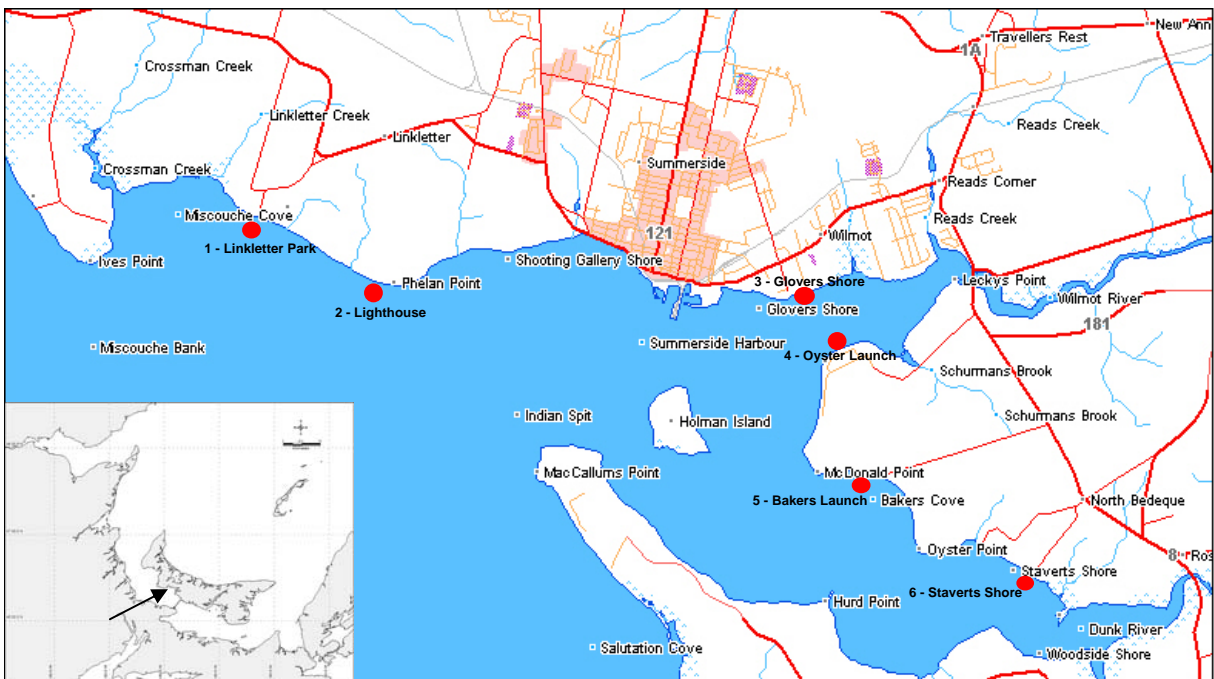 New Ann
Travellers Rest
1A
Crossman Creek
Linkletter Creek
Reads Creek
Linkletter
Crossman Creek
Summerside
Reads Corner
Miscouche Cove
Reads Creek
1 - Linkletter Park
121
Wilmot
Ives Point
Shooting Gallery Shore
Phelan Point
3 - Glovers Shore
Leckys Point
2 - Lighthouse
Glovers Shore
Wilmot River
181
Miscouche Bank
Summerside Harbour
4 - Oyster Launch
Schurmans Brook
Indian Spit
Holman Island
Schurmans Brook
MacCallums Point
McDonald Point
5 - Bakers Launch
Bakers Cove
North Bedeque
Oyster Point
8
Ros
Staverts Shore
6 - Staverts Shore
Hurd Point
Dunk River
Salutation Cove
Woodside Shore